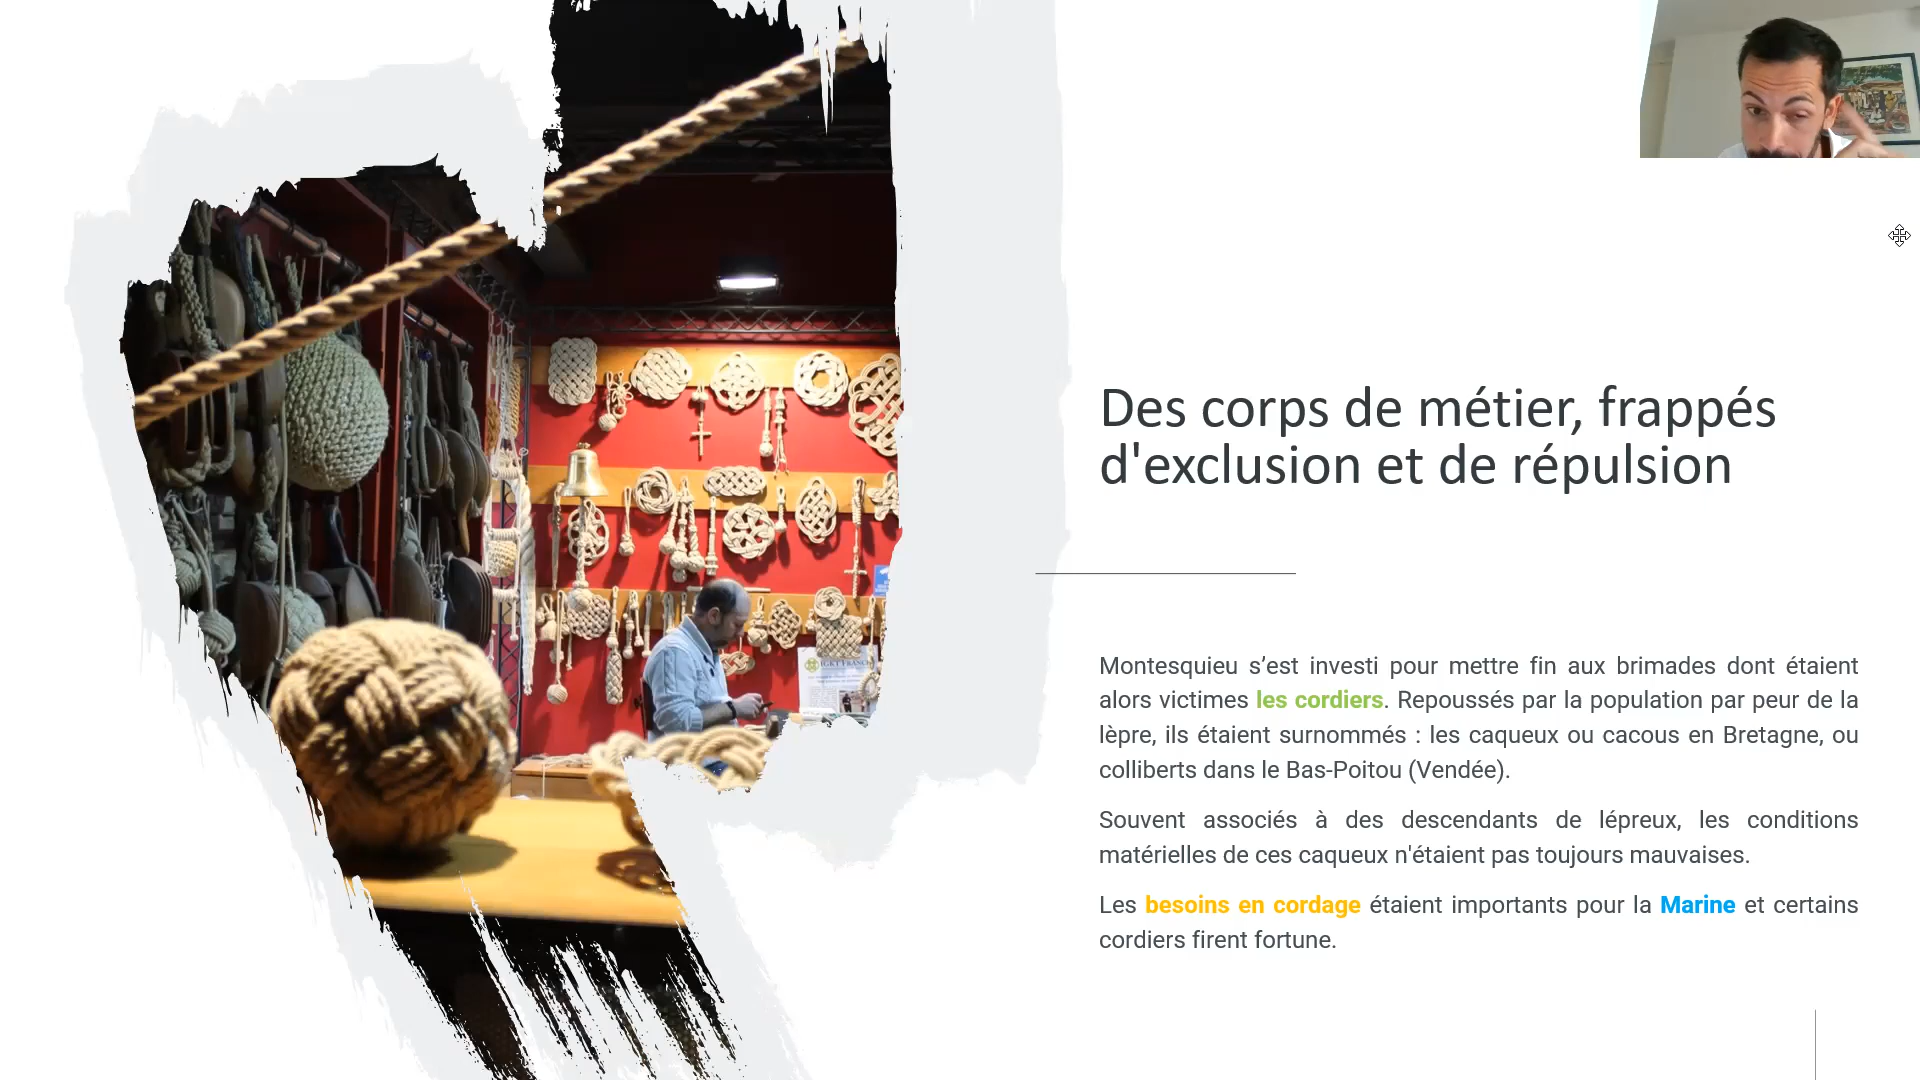 Des corps de métier, frappés
d'exclusion et de répulsion
Montesquieu s’est investi pour mettre fin aux brimades dont étaient
alors victimes les cordiers. Repoussés par la population par peur de la
lèpre, ils étaient surnommés : les caqueux ou cacous en Bretagne, ou
colliberts dans le Bas-Poitou (Vendée).
Souvent associés à des descendants de lépreux, les conditions
matérielles de ces caqueux n'étaient pas toujours mauvaises.
Les besoins en cordage étaient importants pour la Marine et certains
cordiers firent fortune.